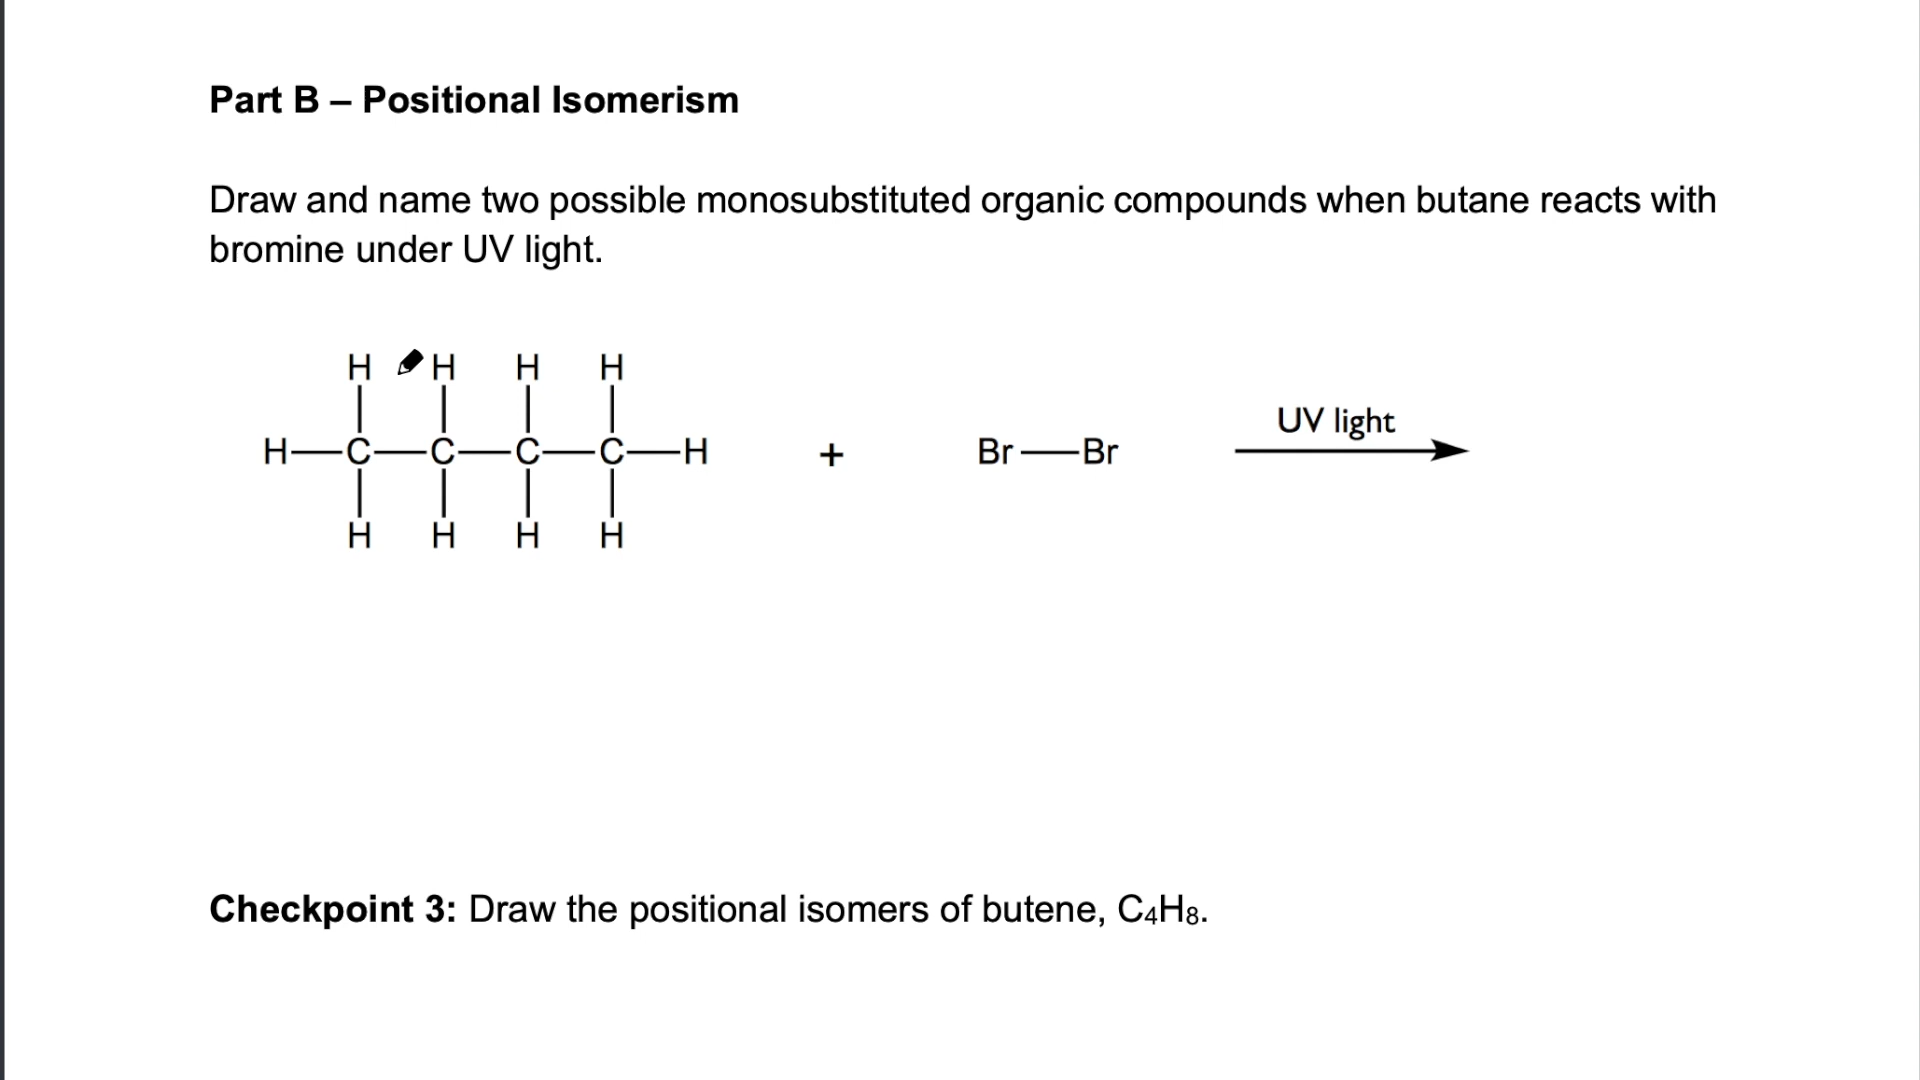 Part B – Positional Isomerism
Draw and name two possible monosubstituted organic compounds when butane reacts with
bromine under UV light.
H H H H
H—C—C—C—C—H + Br—Br UV light
H H H H
Checkpoint 3: Draw the positional isomers of butene, C₄H₈.